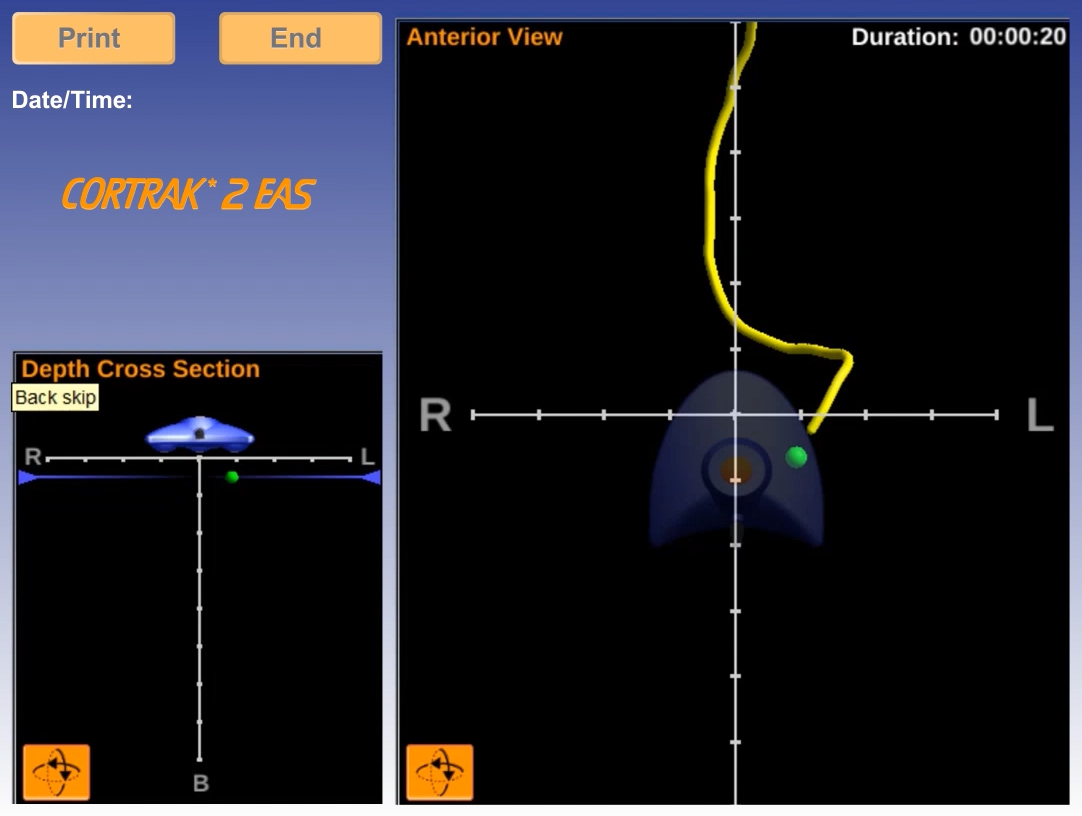 Print
End
Date/Time:
CORTRAK* 2 EAS
Depth Cross Section
Back skip
R
L
B
Anterior View
Duration: 00:00:20
R
L